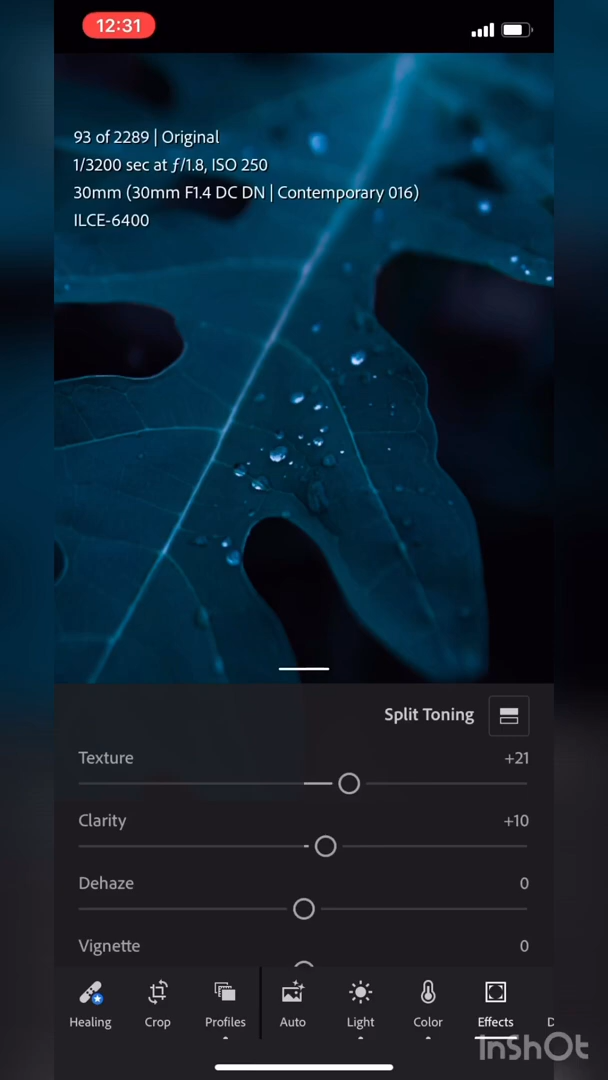 12:31
93 of 2289 | Original
1/3200 sec at ƒ/1.8, ISO 250
30mm (30mm F1.4 DC DN | Contemporary 016)
ILCE-6400
Split Toning
Texture +21
Clarity +10
Dehaze 0
Vignette 0
Healing Crop Profiles Auto Light Color Effects D
InShOt